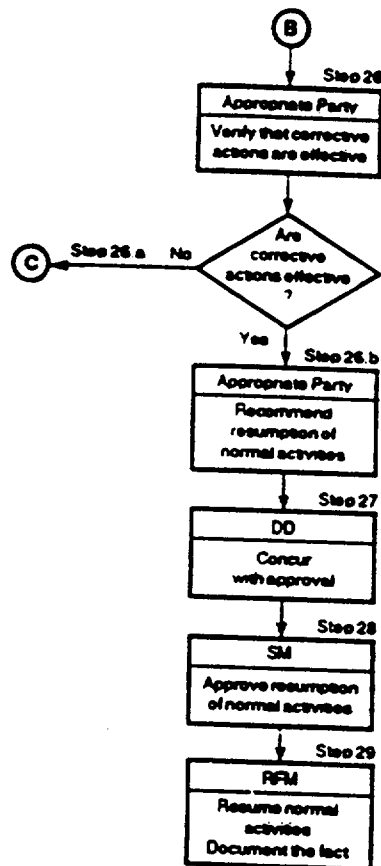 B
Step 26
Appropriate Party
Verify that corrective
actions are effective
Are
corrective
actions effective
?
Step 26.a No
C
Yes
Step 26.b
Appropriate Party
Recommend
resumption of
normal activities
Step 27
DD
Concur
with approval
Step 28
SM
Approve resumption
of normal activities
Step 29
RFM
Resume normal
activities
Document the fact